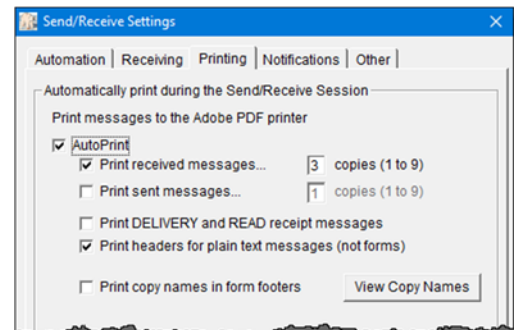 Send/Receive Settings
Automation Receiving Printing Notifications Other
Automatically print during the Send/Receive Session
Print messages to the Adobe PDF printer
AutoPrint
Print received messages... 3 copies (1 to 9)
Print sent messages... 1 copies (1 to 9)
Print DELIVERY and READ receipt messages
Print headers for plain text messages (not forms)
Print copy names in form footers View Copy Names